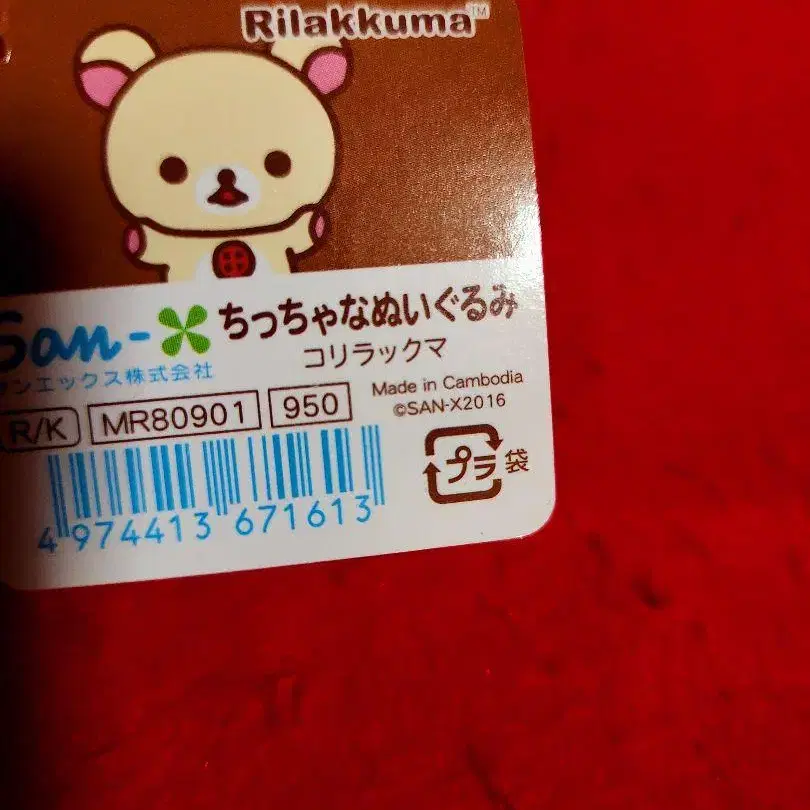 Rilakkuma™
San-X
ちっちゃなぬいぐるみ
コリラックマ
サンエックス株式会社
R/K MR80901 950
Made in Cambodia
©SAN-X2016
プラ 袋
4 974413 671613